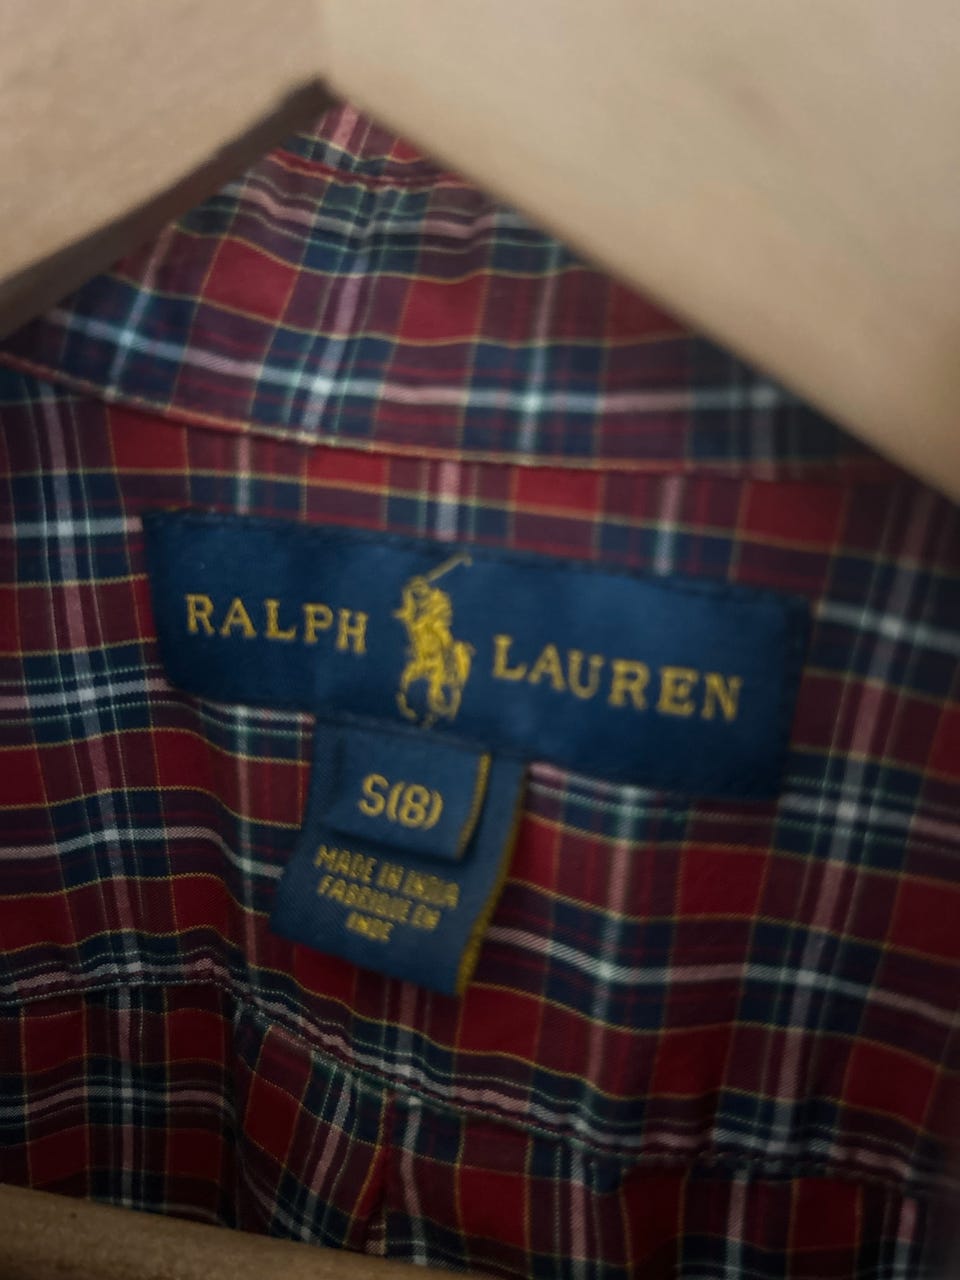 RALPH LAUREN
S(8)
MADE IN INDIA
FABRIQUE EN
INDE